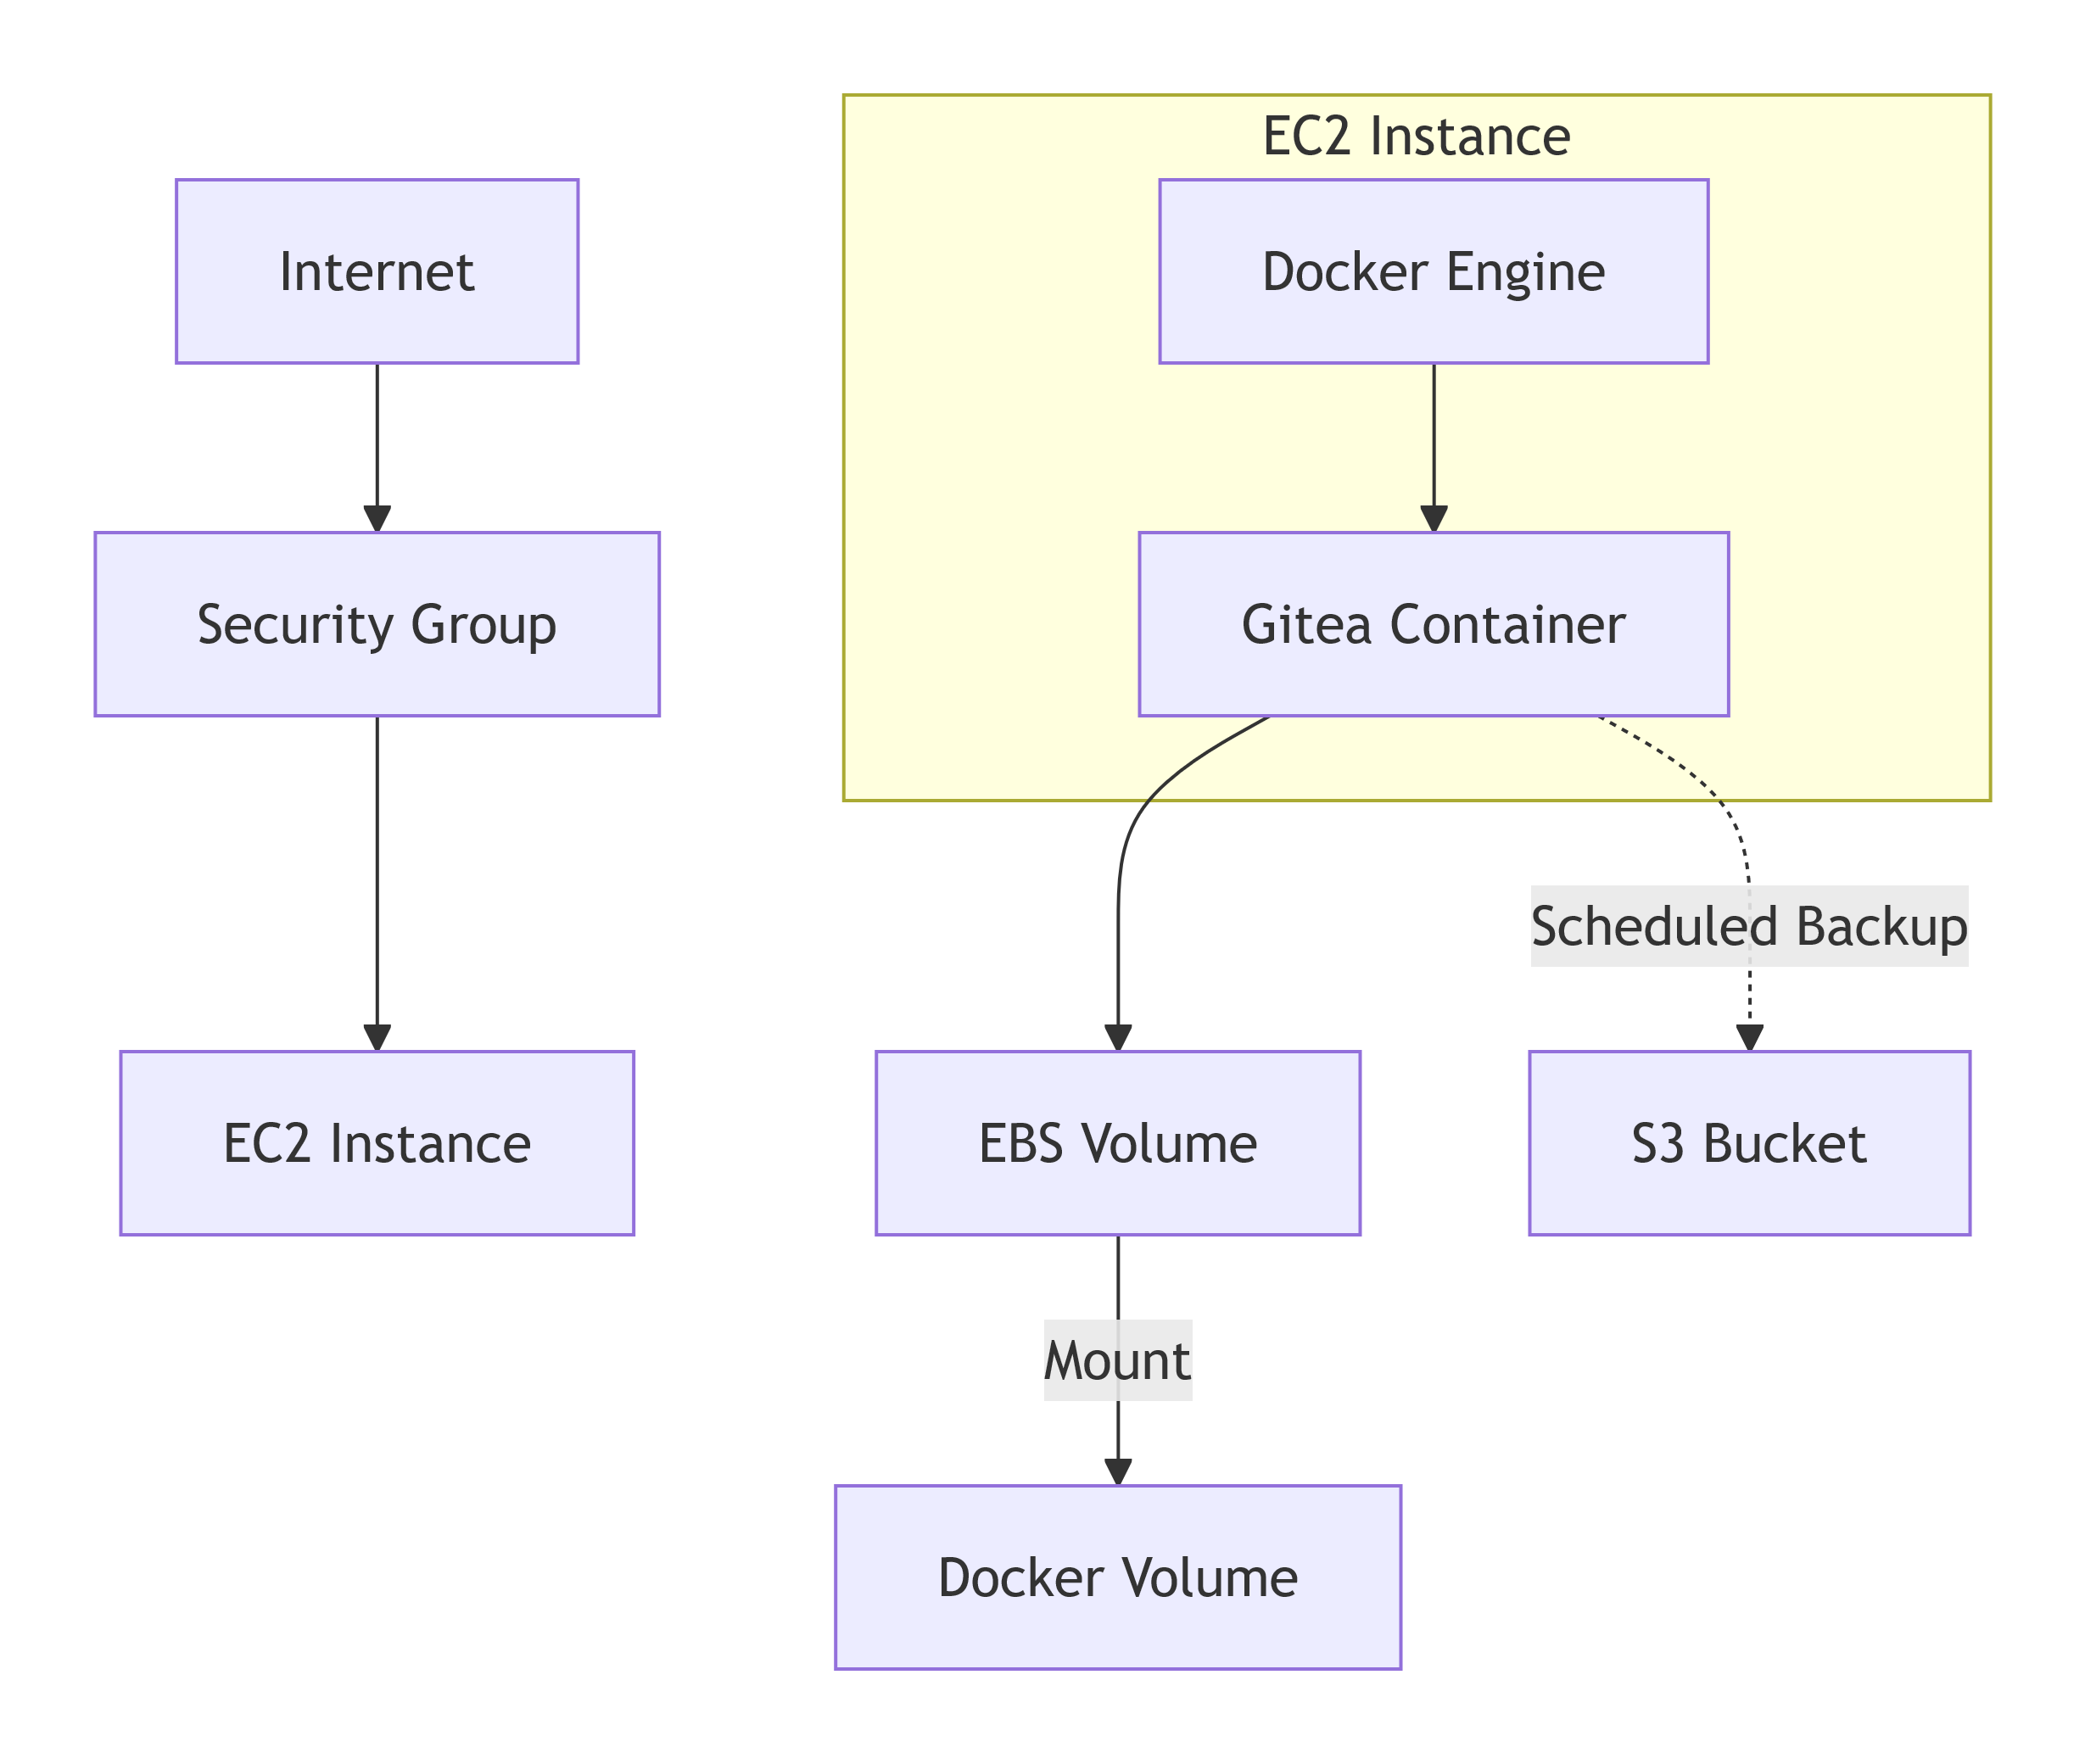 EC2 Instance
Internet
Docker Engine
Security Group
Gitea Container
Scheduled Backup
EC2 Instance
EBS Volume
S3 Bucket
Mount
Docker Volume